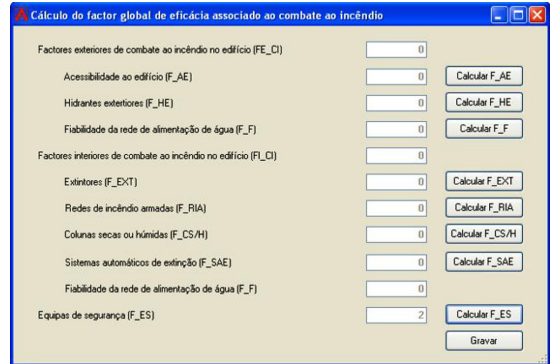 Cálculo do factor global de eficácia associado ao combate ao incêndio
Factores exteriores de combate ao incêndio no edifício (FE_CI) 0
Acessibilidade ao edifício (F_AE) 0 Calcular F_AE
Hidrantes exteriores (F_HE) 0 Calcular F_HE
Fiabilidade da rede de alimentação de água (F_F) 0 Calcular F_F
Factores interiores de combate ao incêndio no edifício (FI_CI) 0
Extintores (F_EXT) 0 Calcular F_EXT
Redes de incêndio armadas (F_RIA) 0 Calcular F_RIA
Colunas secas ou húmidas (F_CS/H) 0 Calcular F_CS/H
Sistemas automáticos de extinção (F_SAE) 0 Calcular F_SAE
Fiabilidade da rede de alimentação de água (F_F) 0
Equipas de segurança (F_ES) 2 Calcular F_ES
Gravar